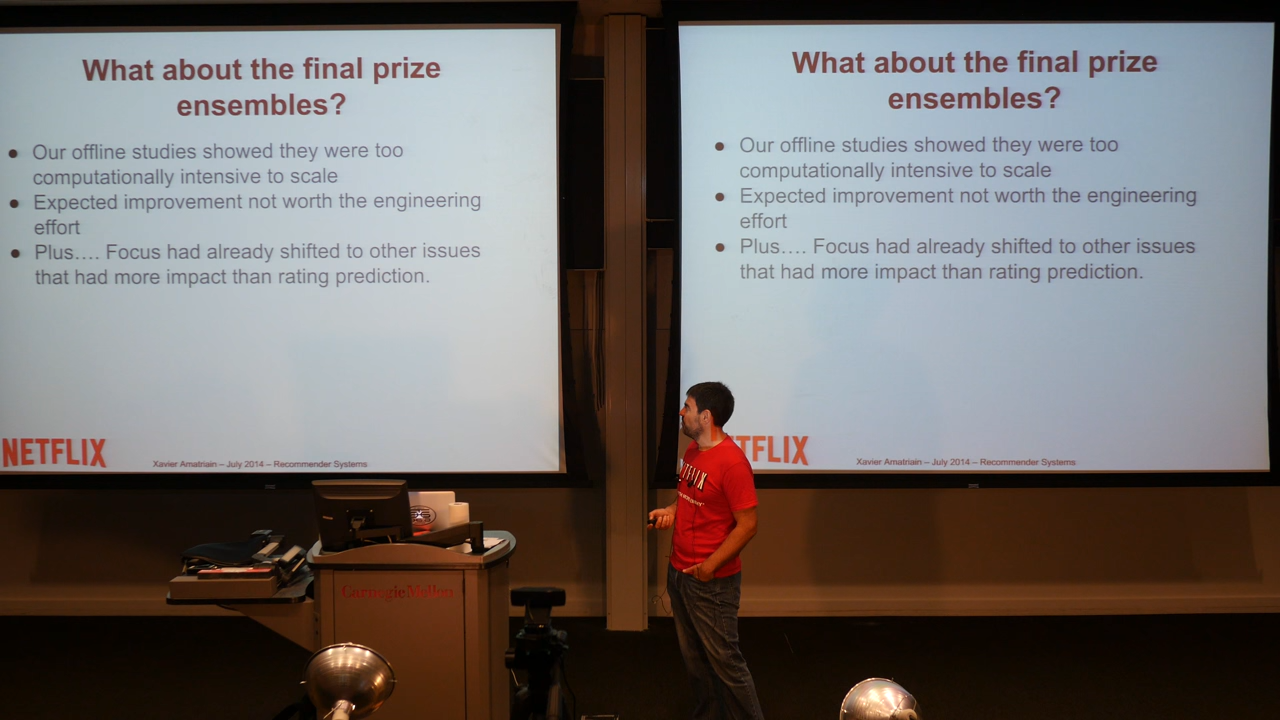 What about the final prize
ensembles?
● Our offline studies showed they were too
computationally intensive to scale
● Expected improvement not worth the engineering
effort
● Plus.... Focus had already shifted to other issues
that had more impact than rating prediction.
NETFLIX
Xavier Amatriain – July 2014 – Recommender Systems
What about the final prize
ensembles?
● Our offline studies showed they were too
computationally intensive to scale
● Expected improvement not worth the engineering
effort
● Plus.... Focus had already shifted to other issues
that had more impact than rating prediction.
TFLIX
Xavier Amatriain – July 2014 – Recommender Systems
TFLIX
Carnegie Mellon